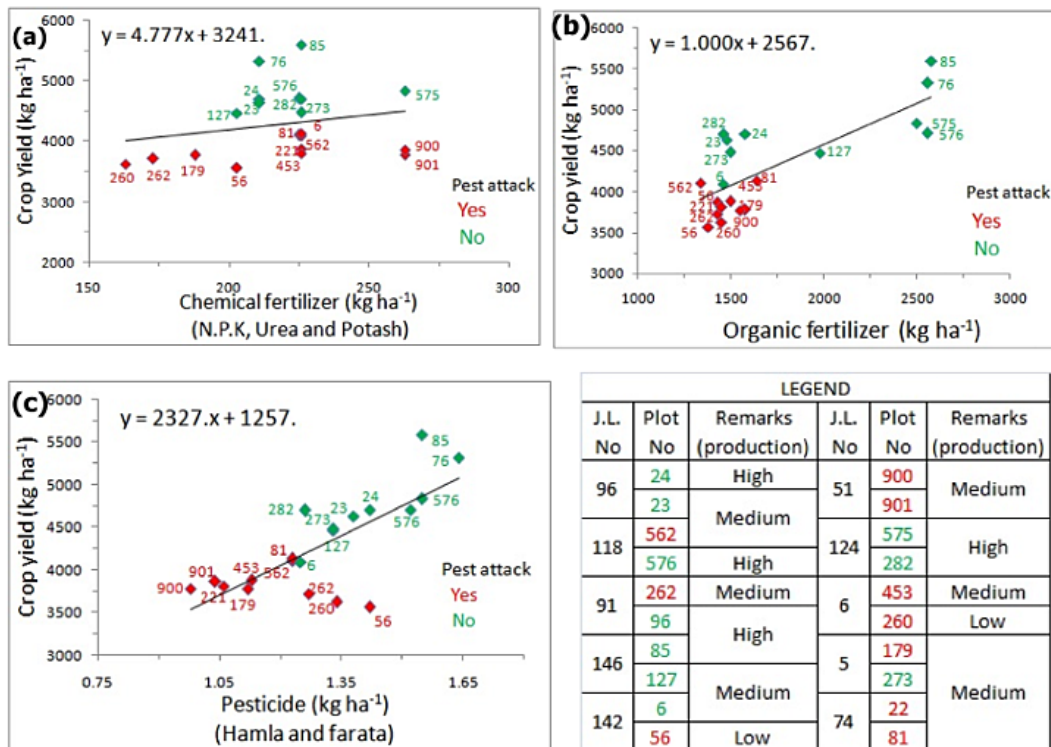 (a)
y = 4.777x + 3241.
Crop Yield (kg ha⁻¹)
6000
5000
4000
3000
2000
85
76
24
576
575
23
282
273
127
6
81
562
900
221
453
901
260
262
179
56
Pest attack
Yes
No
150
200
250
300
Chemical fertilizer (kg ha⁻¹)
(N.P.K, Urea and Potash)
(b)
y = 1.000x + 2567.
Crop yield (kg ha⁻¹)
6000
5500
5000
4500
4000
3500
3000
85
76
575
576
282
24
23
273
127
6
81
562
453
56
221
179
262
900
56
260
Pest attack
Yes
No
1000
1500
2000
2500
3000
Organic fertilizer (kg ha⁻¹)
(c)
y = 2327.x + 1257.
Crop yield (kg ha⁻¹)
6000
5500
5000
4500
4000
3500
3000
85
76
282
23
24
273
576
576
127
81
6
453
562
901
900
221
179
262
260
56
Pest attack
Yes
No
0.75
1.05
1.35
1.65
Pesticide (kg ha⁻¹)
(Hamla and farata)
LEGEND
J.L. Plot Remarks J.L. Plot Remarks
No No (production) No No (production)
96 24 High 51 900 Medium
23 Medium 901
118 562 124 575 High
576 High 282
91 262 Medium 6 453 Medium
96 High 260 Low
146 85 5 179 Medium
127 Medium 273
142 6 74 22
56 Low 81